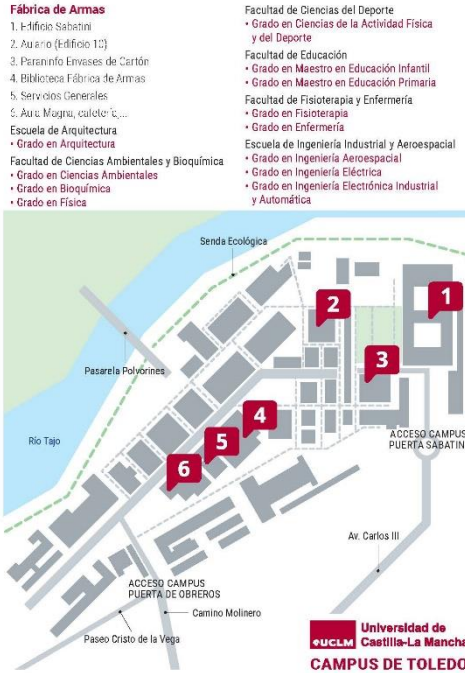 Fábrica de Armas
1. Edificio Sabatini
2. Aulario (Edificio 10)
3. Paraninfo Envases de Cartón
4. Biblioteca Fábrica de Armas
5. Servicios Generales
6. Aula Magna, cafetería,...
Escuela de Arquitectura
• Grado en Arquitectura
Facultad de Ciencias Ambientales y Bioquímica
• Grado en Ciencias Ambientales
• Grado en Bioquímica
• Grado en Física
Facultad de Ciencias del Deporte
• Grado en Ciencias de la Actividad Física
y del Deporte
Facultad de Educación
• Grado en Maestro en Educación Infantil
• Grado en Maestro en Educación Primaria
Facultad de Fisioterapia y Enfermería
• Grado en Fisioterapia
• Grado en Enfermería
Escuela de Ingeniería Industrial y Aeroespacial
• Grado en Ingeniería Aeroespacial
• Grado en Ingeniería Eléctrica
• Grado en Ingeniería Electrónica Industrial
y Automática
Senda Ecológica
1
2
3
Pasarela Polvorines
4
5
6
Río Tajo
ACCESO CAMPUS
PUERTA SABATIN
Av. Carlos III
ACCESO CAMPUS
PUERTA DE OBREROS
Camino Molinero
Paseo Cristo de la Vega
UCLM
Universidad de
Castilla-La Mancha
CAMPUS DE TOLEDO